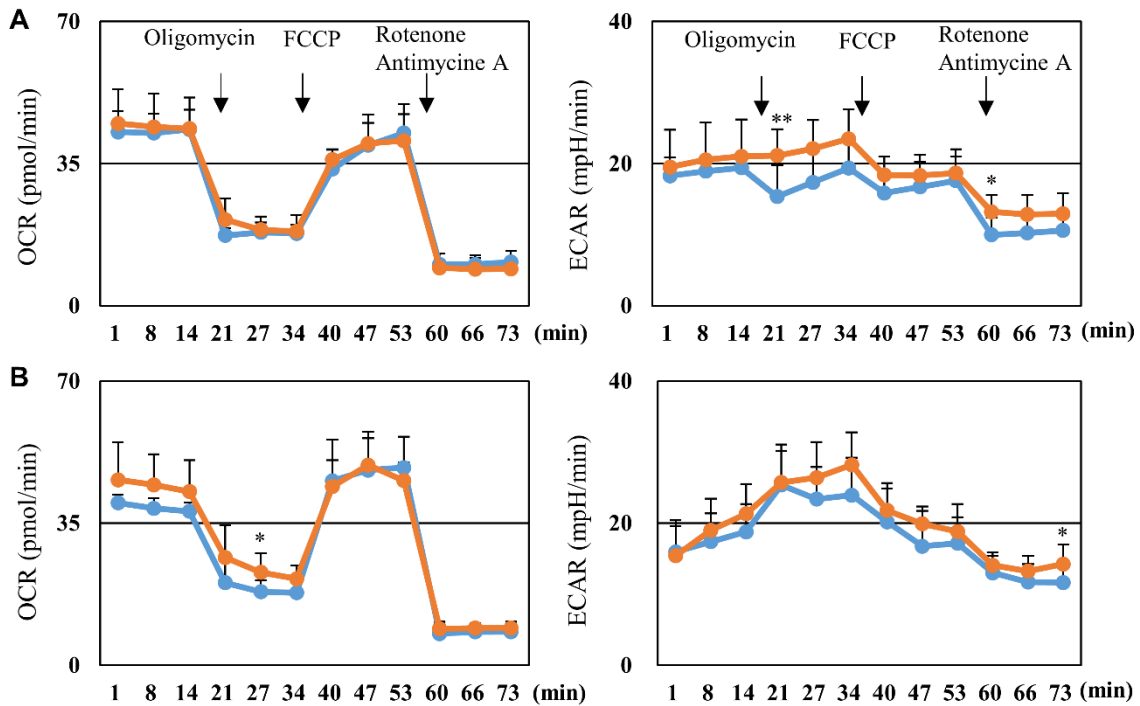 A
70
35
0
OCR (pmol/min)
Oligomycin
FCCP
Rotenone
Antimycine A
1 8 14 21 27 34 40 47 53 60 66 73 (min)
40
20
0
ECAR (mpH/min)
Oligomycin
FCCP
Rotenone
Antimycine A
**
*
1 8 14 21 27 34 40 47 53 60 66 73 (min)
B
70
35
0
OCR (pmol/min)
*
1 8 14 21 27 34 40 47 53 60 66 73 (min)
40
20
0
ECAR (mpH/min)
*
1 8 14 21 27 34 40 47 53 60 66 73 (min)